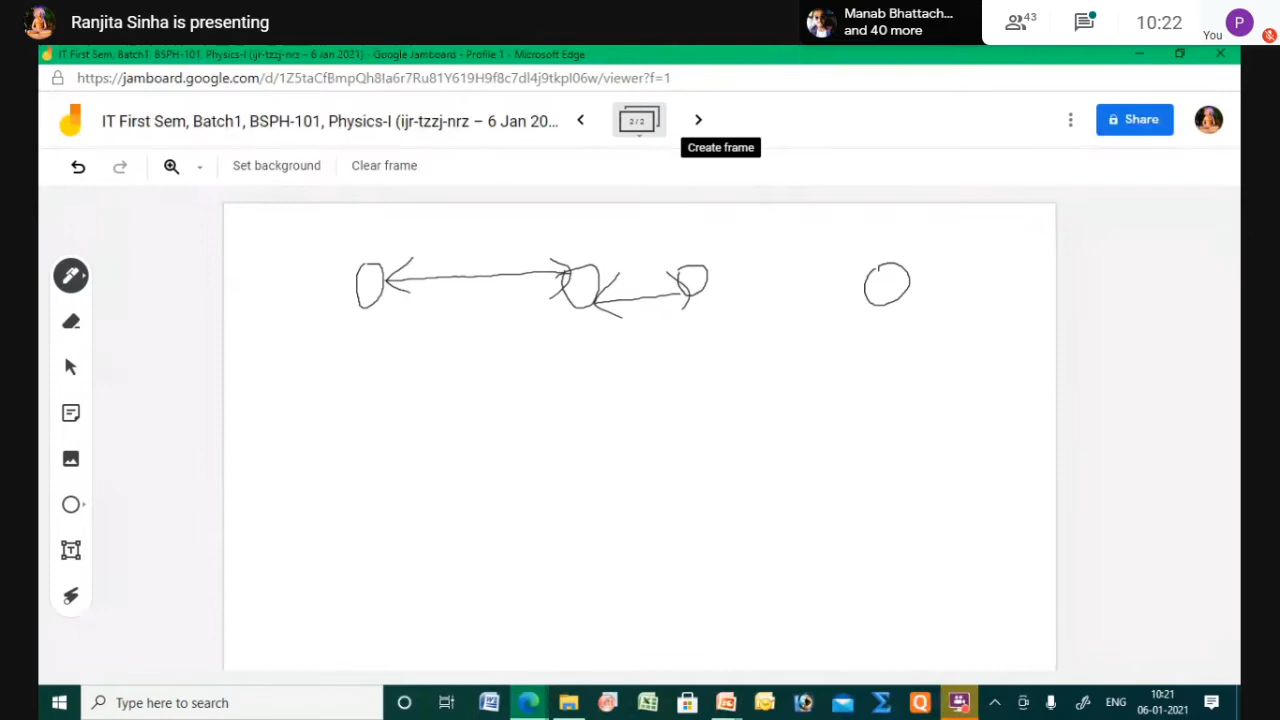 Ranjita Sinha is presenting
Manab Bhattach...
and 40 more
43
10:22
You
P
IT First Sem, Batch1, BSPH-101, Physics-I (ijr-tzzj-nrz – 6 Jan 2021) - Google Jamboard - Profile 1 - Microsoft Edge
https://jamboard.google.com/d/1Z5taCfBmpQh8Ia6r7Ru81Y619H9f8c7dl4j9tkpI06w/viewer?f=1
IT First Sem, Batch1, BSPH-101, Physics-I (ijr-tzzj-nrz – 6 Jan 20...
2/2
Share
Create frame
Set background
Clear frame
Type here to search
ENG
10:21
06-01-2021